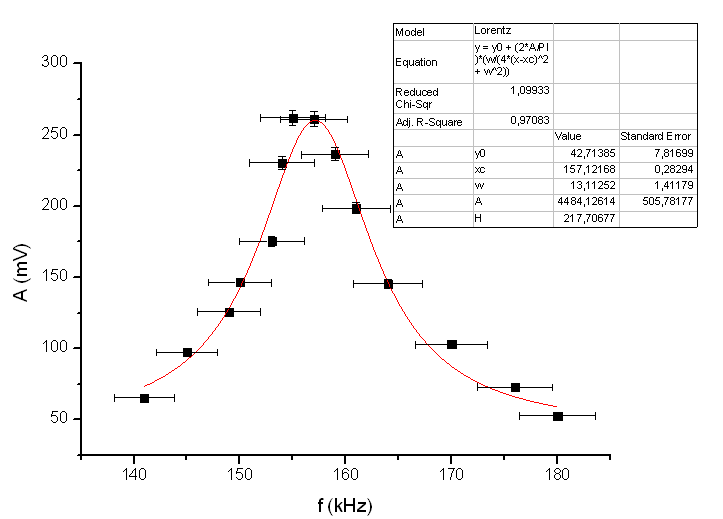 Model Lorentz
Equation y = y0 + (2*A/PI
)*(w/(4*(x-xc)^2
+ w^2))
Reduced
Chi-Sqr 1,09933
Adj. R-Square 0,97083
Value Standard Error
A y0 42,71385 7,81699
A xc 157,12168 0,28294
A w 13,11252 1,41179
A A 4484,12614 505,78177
A H 217,70677
300
250
200
150
100
50
A (mV)
140 150 160 170 180
f (kHz)